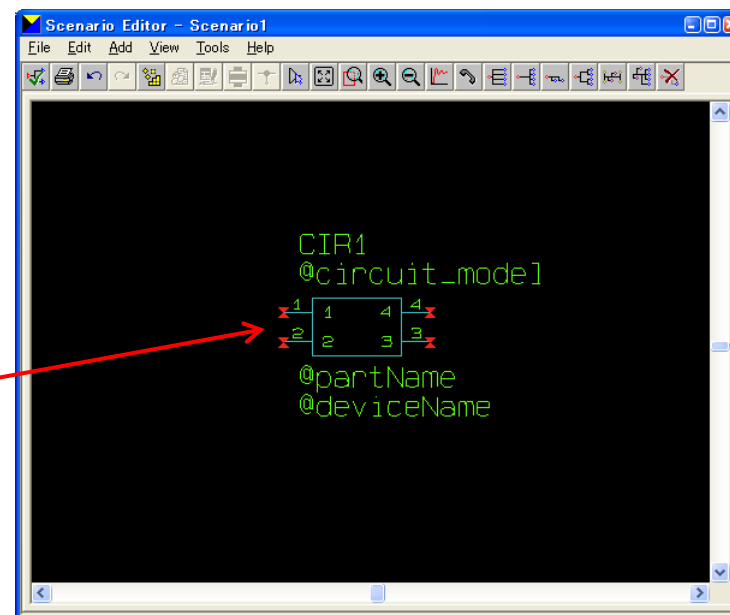 Scenario Editor - Scenario1
File Edit Add View Tools Help
CIR1
@circuit_model
1 1 4 4
2 2 3 3
@partName
@deviceName